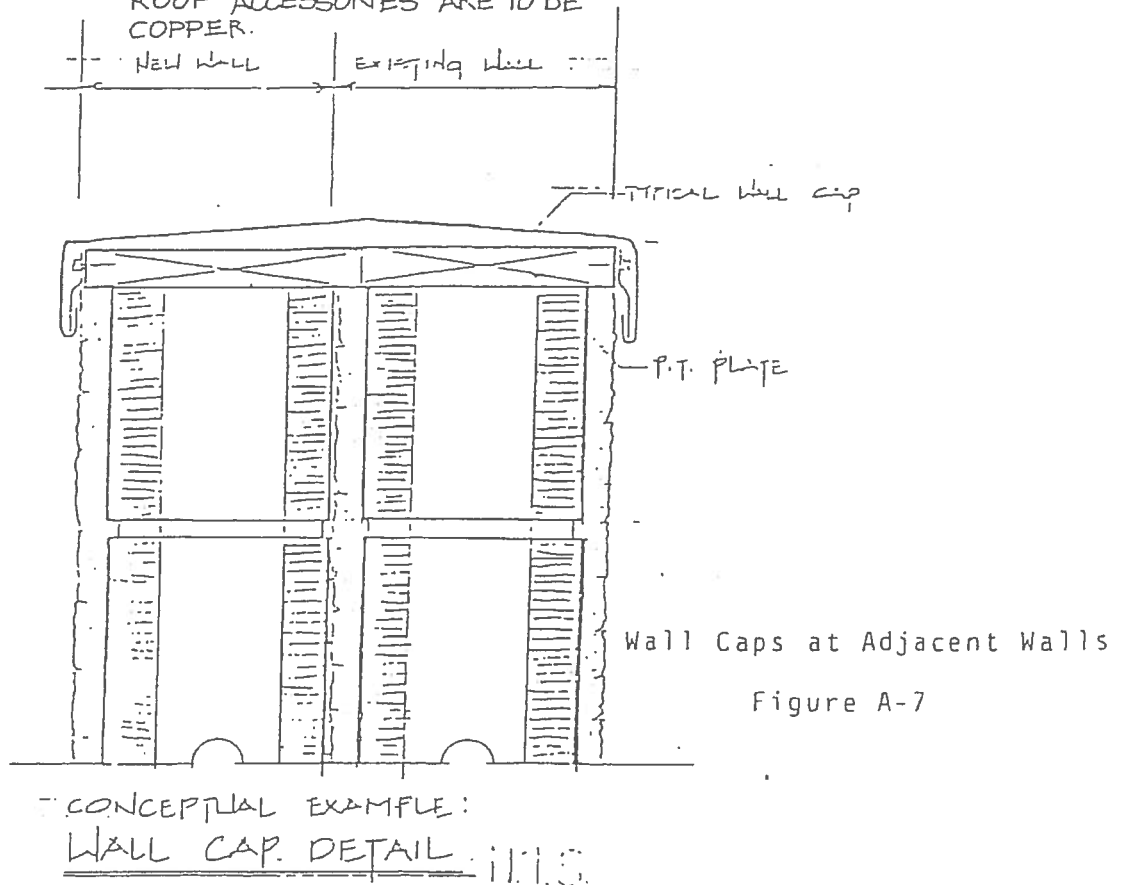 ROOF ACCESSORIES ARE TO BE
COPPER.
NEW WALL
EXISTING WALL
TYPICAL WALL CAP
P.T. PLATE
Wall Caps at Adjacent Walls
Figure A-7
CONCEPTUAL EXAMPLE:
WALL CAP. DETAIL